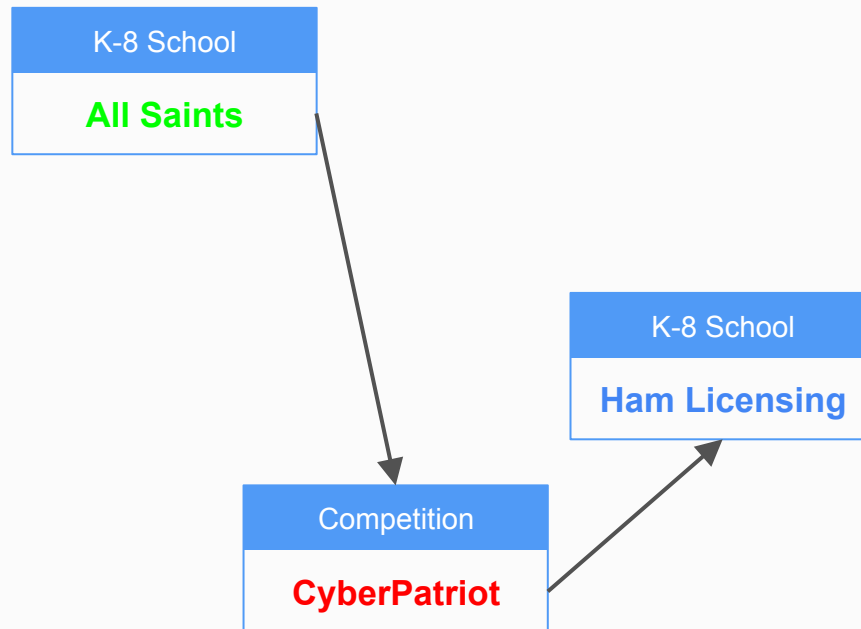 K-8 School
All Saints
K-8 School
Ham Licensing
Competition
CyberPatriot